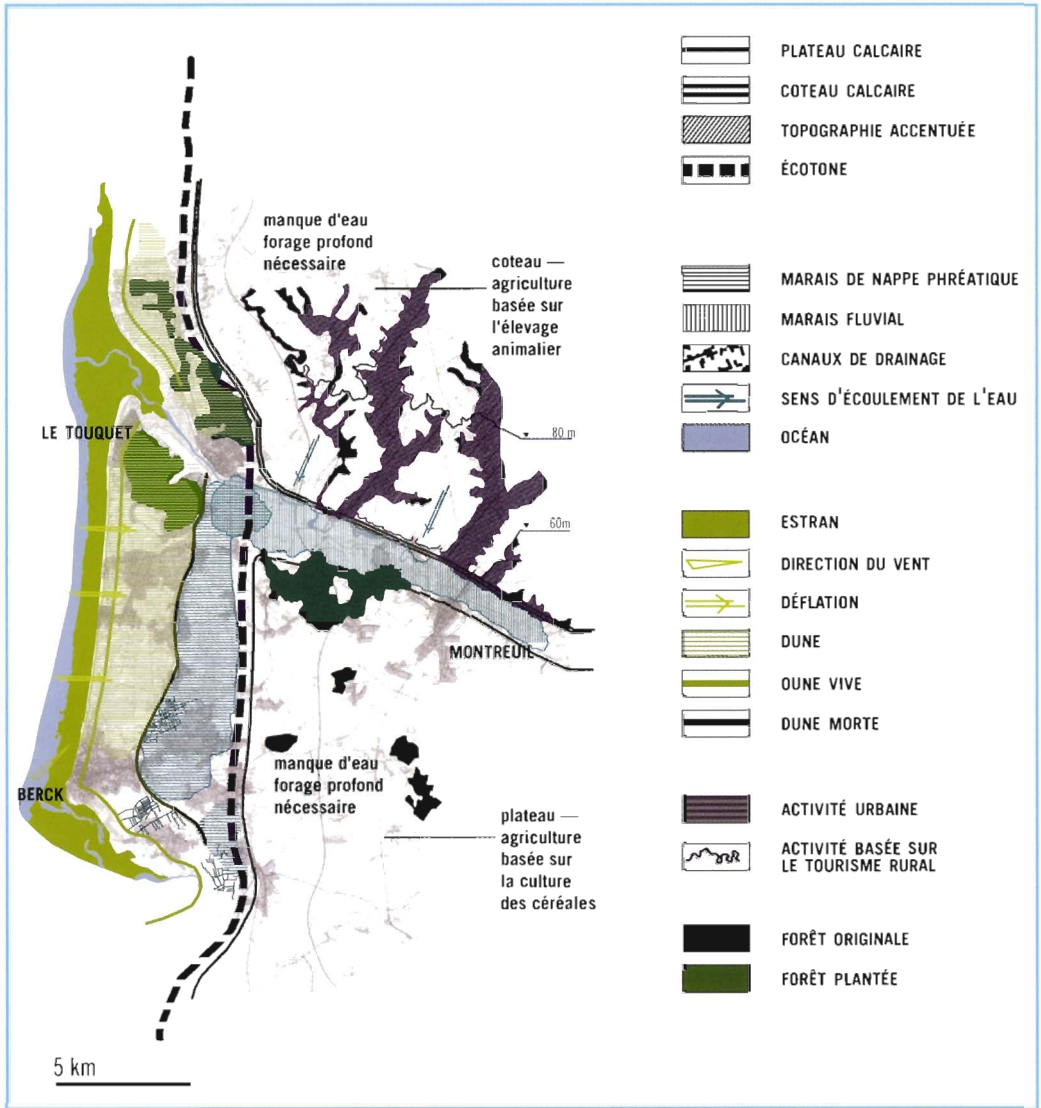 manque d'eau
forage profond
nécessaire
coteau —
agriculture
basée sur
l'élevage
animalier
LE TOUQUET
80 m
60m
MONTREUIL
manque d'eau
forage profond
nécessaire
BERCK
plateau —
agriculture
basée sur
la culture
des céréales
5 km
PLATEAU CALCAIRE
COTEAU CALCAIRE
TOPOGRAPHIE ACCENTUÉE
ÉCOTONE
MARAIS DE NAPPE PHRÉATIQUE
MARAIS FLUVIAL
CANAUX DE DRAINAGE
SENS D'ÉCOULEMENT DE L'EAU
OCÉAN
ESTRAN
DIRECTION DU VENT
DÉFLATION
DUNE
OUNE VIVE
DUNE MORTE
ACTIVITÉ URBAINE
ACTIVITÉ BASÉE SUR
LE TOURISME RURAL
FORÊT ORIGINALE
FORÊT PLANTÉE